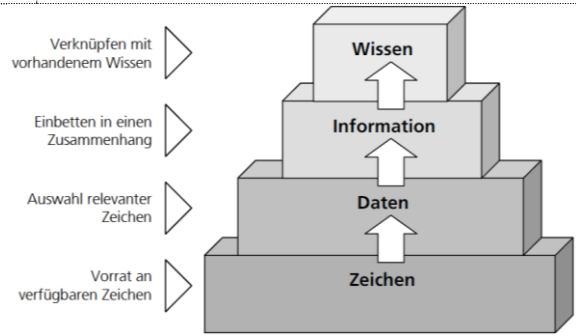 Verknüpfen mit
vorhandenem Wissen
Wissen
Einbetten in einen
Zusammenhang
Information
Auswahl relevanter
Zeichen
Daten
Vorrat an
verfügbaren Zeichen
Zeichen